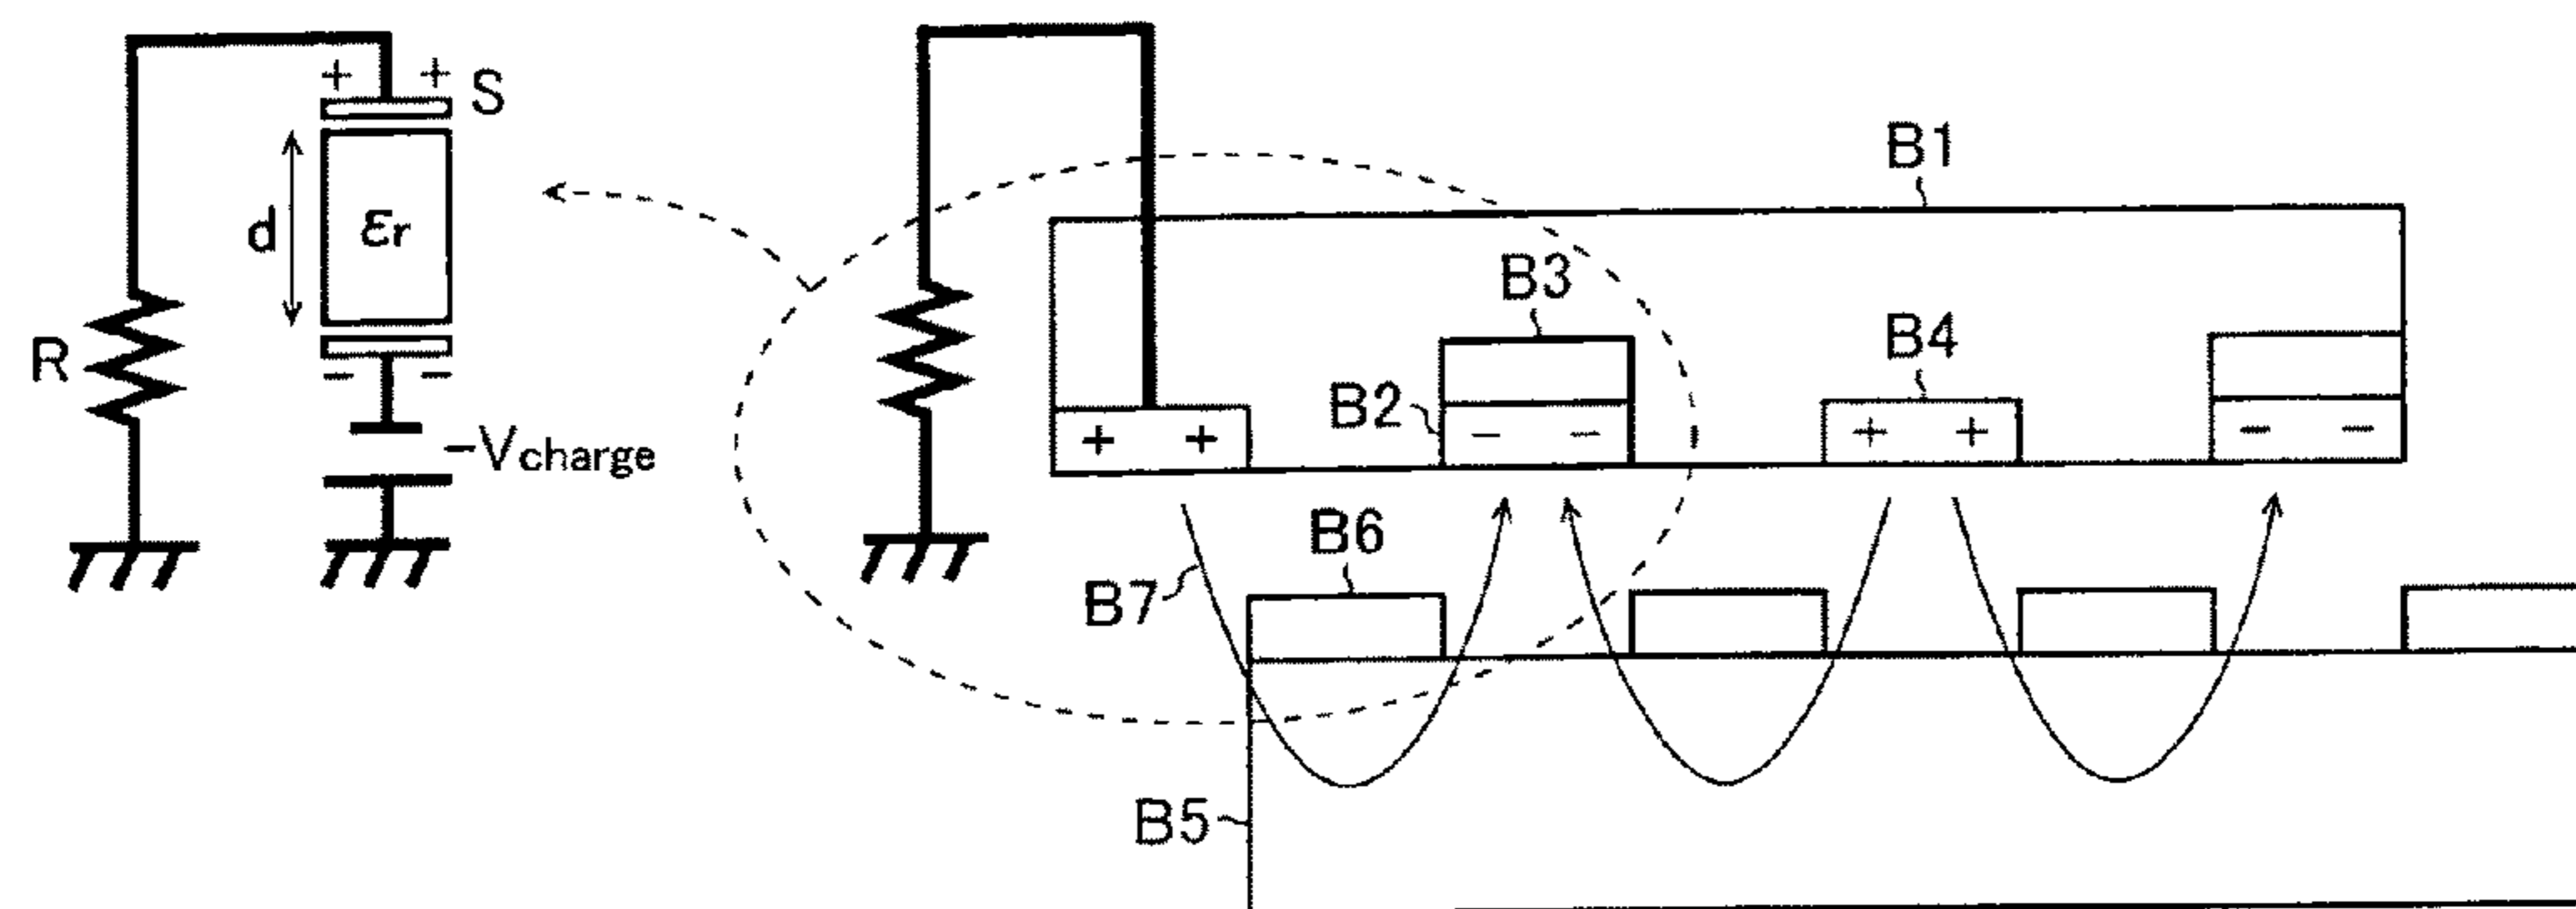 + + S
d
εr
R
- -
-Vcharge
B1
B3
B4
B2
+ +
- -
+ +
- -
B6
B7
B5